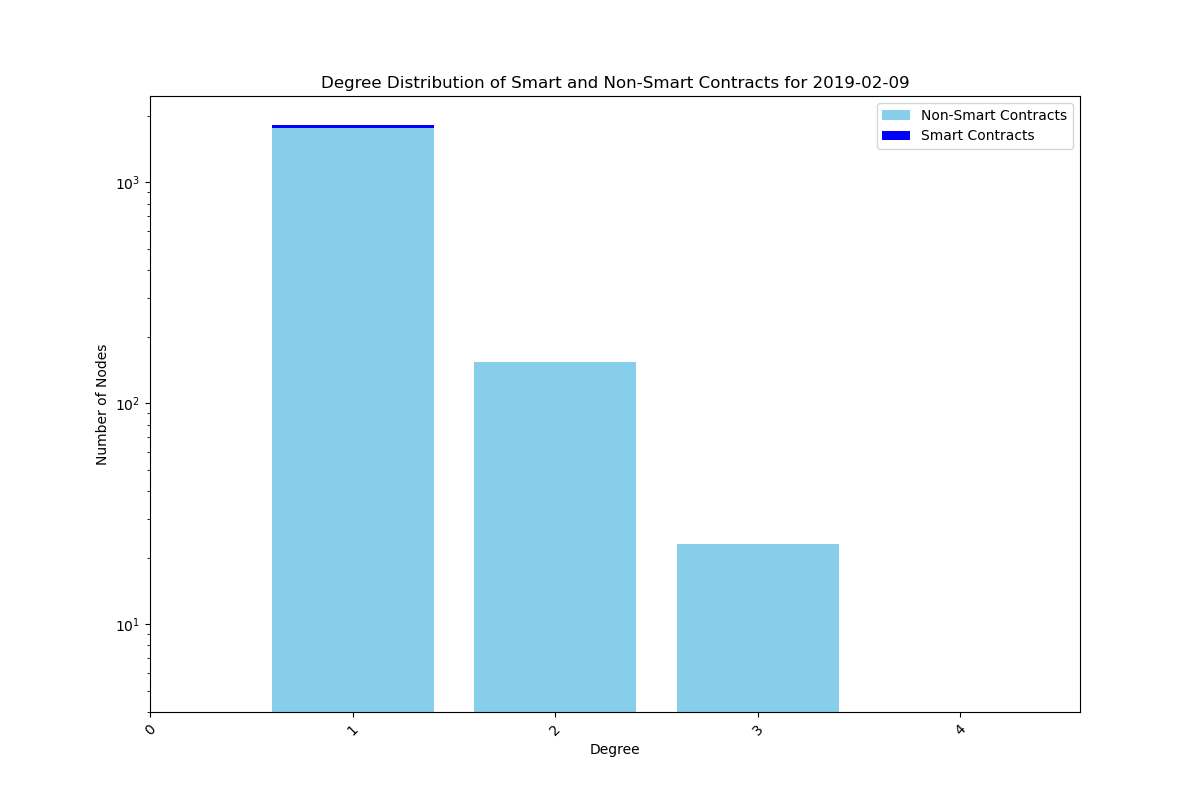 Degree Distribution of Smart and Non-Smart Contracts for 2019-02-09
Non-Smart Contracts
Smart Contracts
10³
10²
10¹
Number of Nodes
0 1 2 3 4
Degree